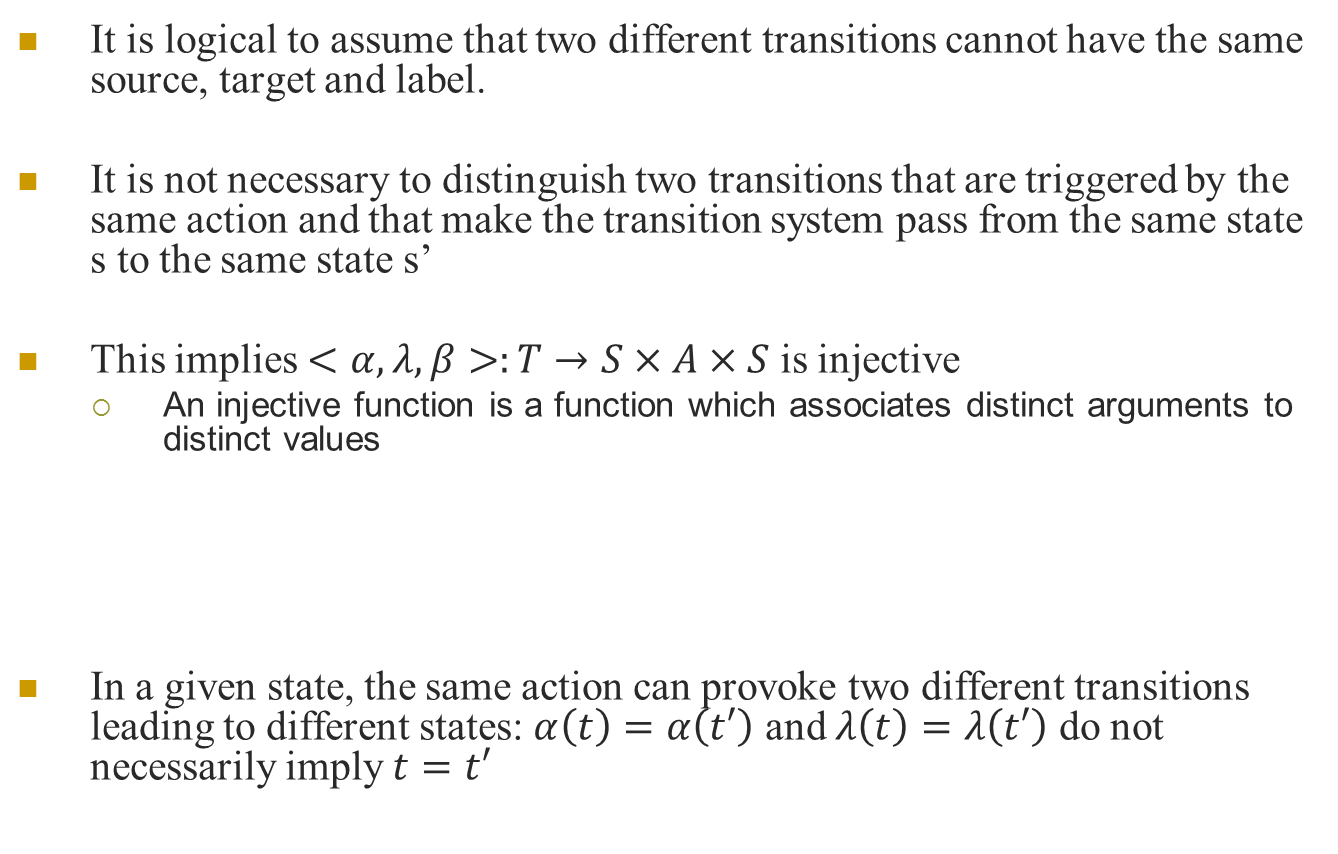 It is logical to assume that two different transitions cannot have the same
source, target and label.
It is not necessary to distinguish two transitions that are triggered by the
same action and that make the transition system pass from the same state
s to the same state s’
This implies < 𝛼, 𝜆, 𝛽 >: 𝑇 → 𝑆 × 𝐴 × 𝑆 is injective
An injective function is a function which associates distinct arguments to
distinct values
In a given state, the same action can provoke two different transitions
leading to different states: 𝛼(𝑡) = 𝛼(𝑡′) and 𝜆(𝑡) = 𝜆(𝑡′) do not
necessarily imply 𝑡 = 𝑡′